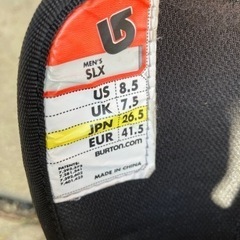 MEN'S
SLX
US 8.5
UK 7.5
JPN 26.5
EUR 41.5
BURTON.COM
PATENTS:
MADE IN CHINA